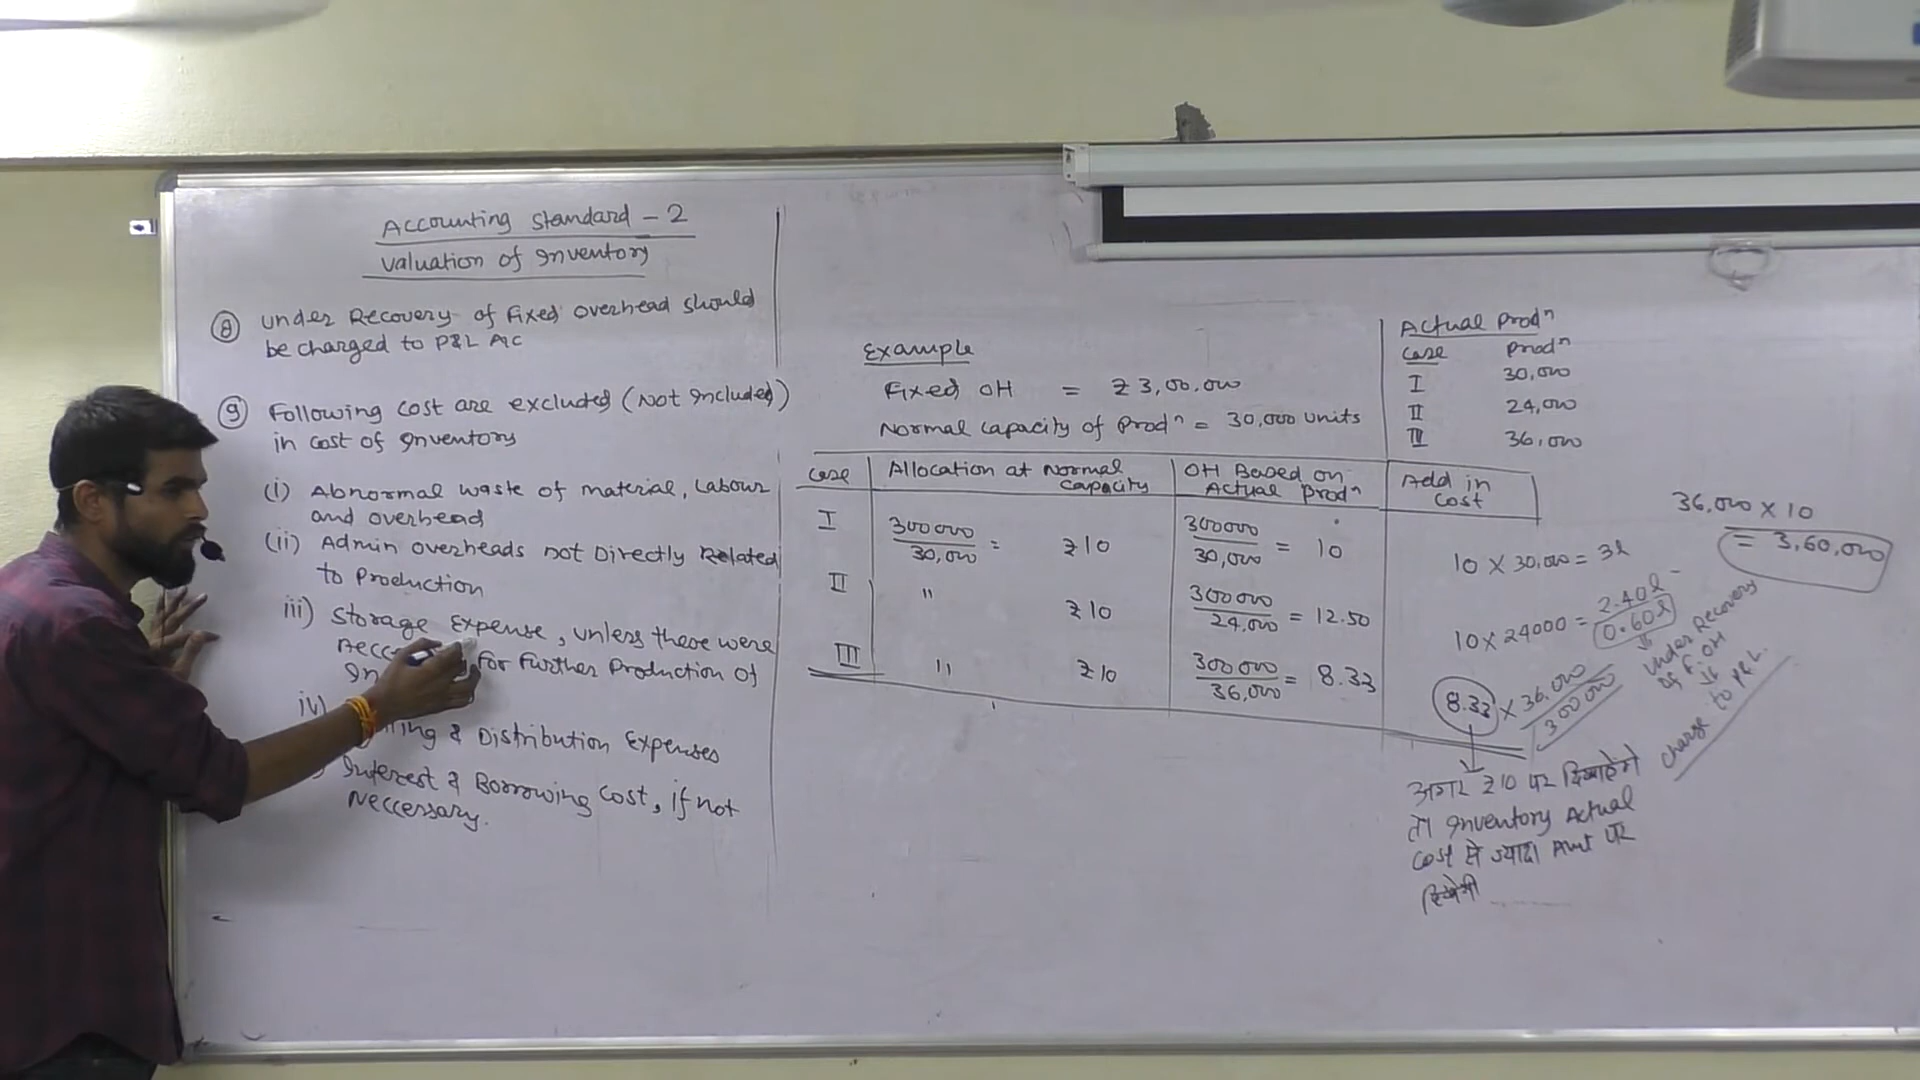 Accounting Standard - 2
Valuation of Inventory
⑧ Under Recovery of Fixed Overhead should
be charged to P&L A/c
⑨ Following cost are excluded (Not Included)
in cost of Inventory
(i) Abnormal waste of material, Labour
and overhead
(ii) Admin overheads not Directly Related
to Production
iii) Storage Expense, unless these were
for Further Production of
iv)
& Distribution Expenses
Interest & Borrowing Cost, if not
Neccessary.
Example
Fixed OH = ₹3,00,000
Normal capacity of Prodⁿ = 30,000 units
Actual Prodⁿ
Case Prodⁿ
I 30,000
II 24,000
III 36,000
Case Allocation at Normal Capacity OH Based on Actual Prodⁿ Add in Cost
I 300000/30,000 = ₹10 300000/30,000 = 10 10 × 30,000 = 3l
II " ₹10 300000/24,000 = 12.50 10 × 24000 = 2.40l
0.60l
III " ₹10 300000/36,000 = 8.33 8.33 × 36,000
300000
36,000 × 10
= 3,60,000
⇓
Under Recovery
of F.OH
⇓
charge to P&L.
अगर ₹10 पर दिखाएंगे
तो Inventory Actual
cost से ज्यादा Amt पर
दिखेगी